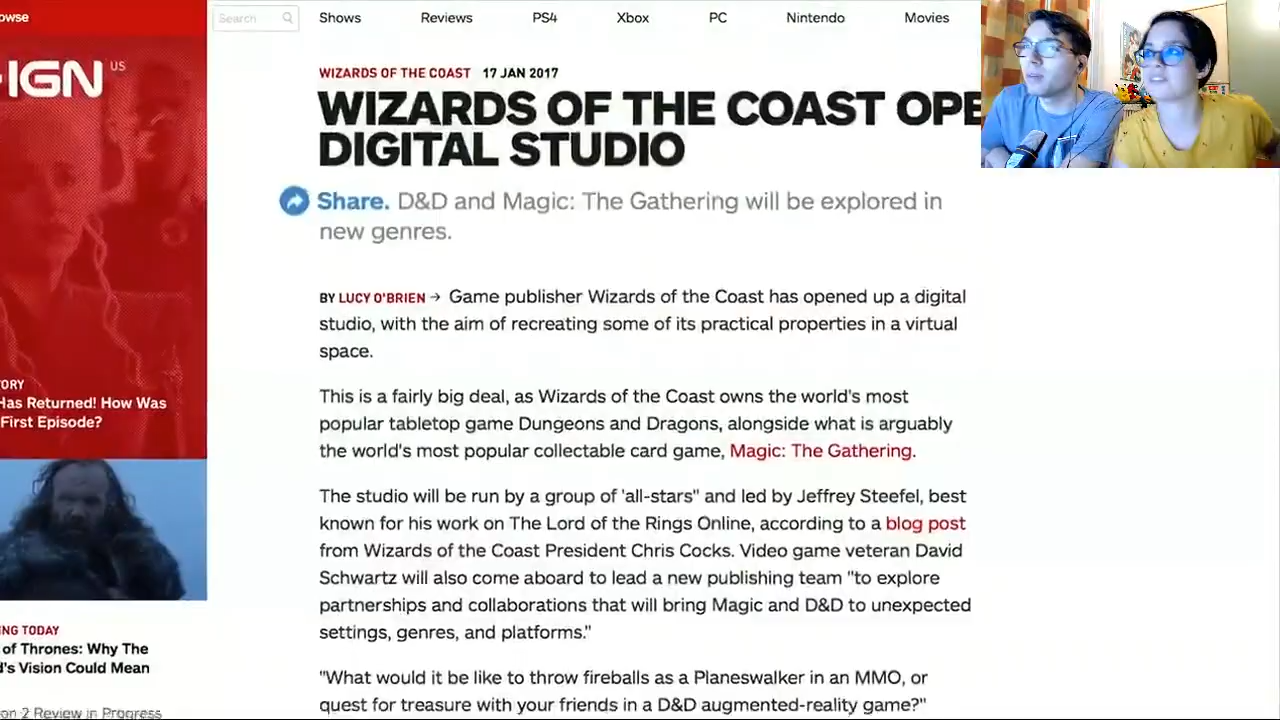 owse
Search
Shows
Reviews
PS4
Xbox
PC
Nintendo
Movies
IGN US
WIZARDS OF THE COAST 17 JAN 2017
WIZARDS OF THE COAST OPE
DIGITAL STUDIO
Share. D&D and Magic: The Gathering will be explored in
new genres.
BY LUCY O'BRIEN → Game publisher Wizards of the Coast has opened up a digital
studio, with the aim of recreating some of its practical properties in a virtual
space.
This is a fairly big deal, as Wizards of the Coast owns the world's most
popular tabletop game Dungeons and Dragons, alongside what is arguably
the world's most popular collectable card game, Magic: The Gathering.
The studio will be run by a group of 'all-stars" and led by Jeffrey Steefel, best
known for his work on The Lord of the Rings Online, according to a blog post
from Wizards of the Coast President Chris Cocks. Video game veteran David
Schwartz will also come aboard to lead a new publishing team "to explore
partnerships and collaborations that will bring Magic and D&D to unexpected
settings, genres, and platforms."
"What would it be like to throw fireballs as a Planeswalker in an MMO, or
quest for treasure with your friends in a D&D augmented-reality game?"
ORY
Has Returned! How Was
First Episode?
NG TODAY
of Thrones: Why The
d's Vision Could Mean
on 2 Review in Progress